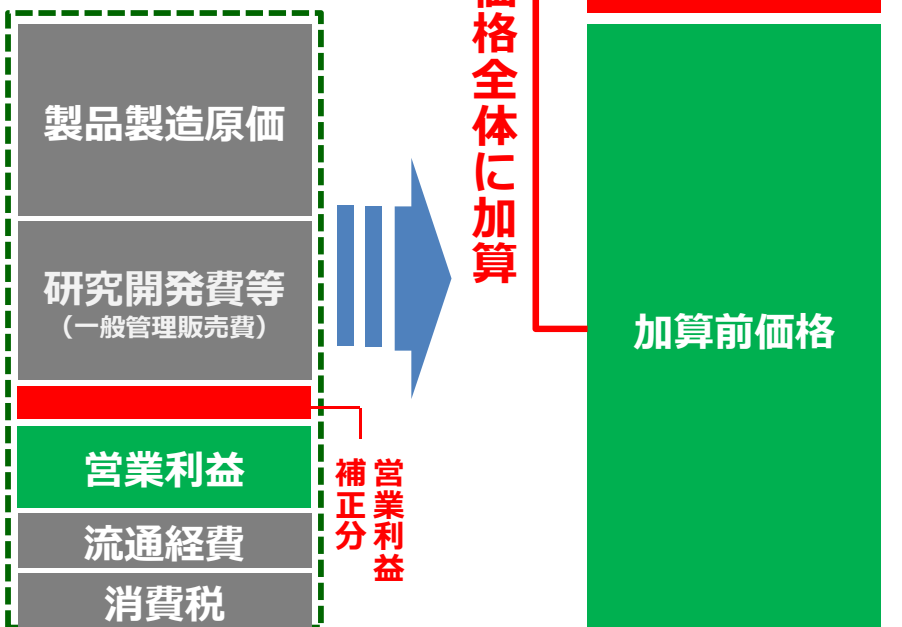 製品製造原価
研究開発費等
（一般管理販売費）
営業利益
流通経費
消費税
営業利益
補正分
格全体に加算
加算前価格